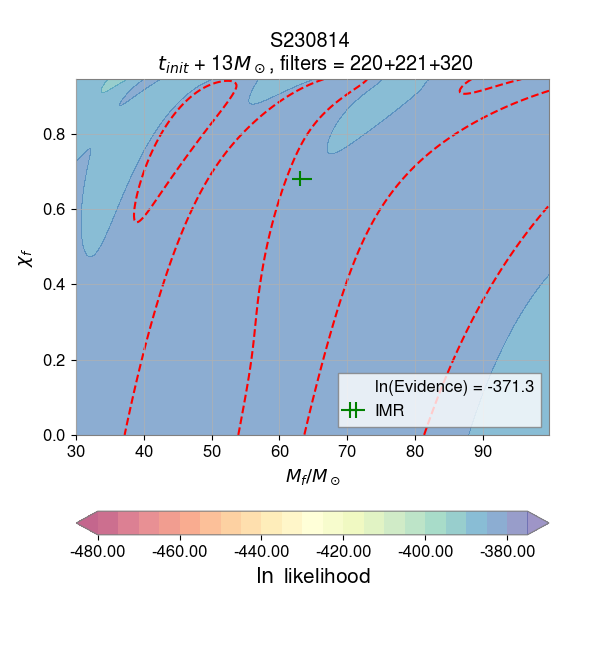 S230814
t_init + 13M_⊙, filters = 220+221+320
χ_f
0.8
0.6
0.4
0.2
0.0
ln(Evidence) = -371.3
IMR
30 40 50 60 70 80 90
M_f/M_⊙
-480.00 -460.00 -440.00 -420.00 -400.00 -380.00
ln likelihood